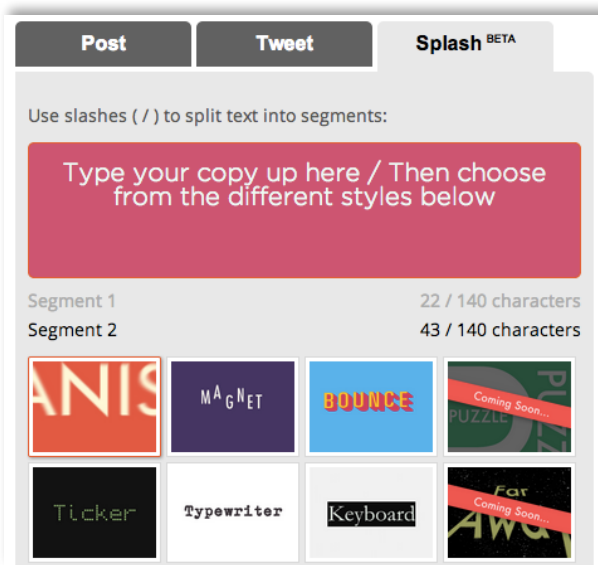 Post Tweet Splash BETA
Use slashes ( / ) to split text into segments:
Type your copy up here / Then choose
from the different styles below
Segment 1 22 / 140 characters
Segment 2 43 / 140 characters
ANIS MAGNET BOUNCE PUZZLE PUZZ Coming Soon...
Ticker Typewriter Keyboard Far Away Coming Soon...